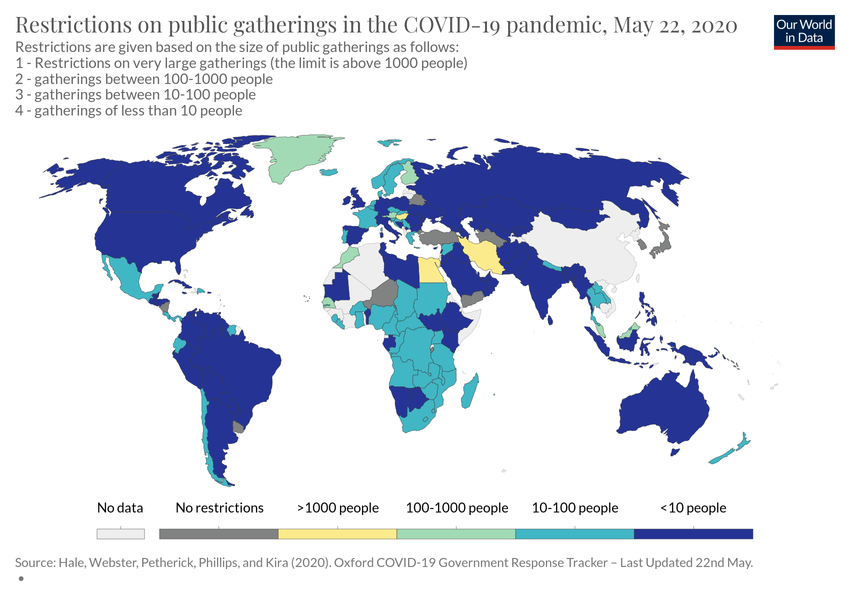 Restrictions on public gatherings in the COVID-19 pandemic, May 22, 2020
Our World
in Data
Restrictions are given based on the size of public gatherings as follows:
1 - Restrictions on very large gatherings (the limit is above 1000 people)
2 - gatherings between 100-1000 people
3 - gatherings between 10-100 people
4 - gatherings of less than 10 people
No data
No restrictions
>1000 people
100-1000 people
10-100 people
<10 people
Source: Hale, Webster, Petherick, Phillips, and Kira (2020). Oxford COVID-19 Government Response Tracker – Last Updated 22nd May.